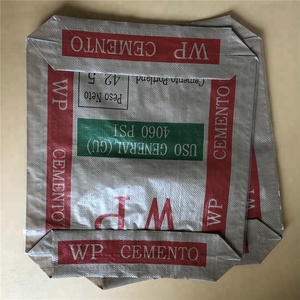 WP CEMENTO
Cemento Portland
Peso Neto
42.5
USO GENERAL (GU)
4060 PSI
WP
WP CEMENTO
WP CEMENTO
WP CEMENTO